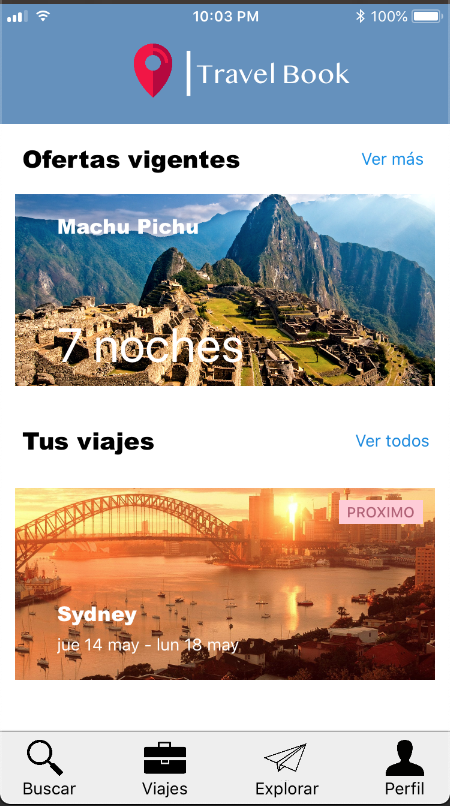 10:03 PM
100%
Travel Book
Ofertas vigentes
Ver más
Machu Pichu
7 noches
Tus viajes
Ver todos
PROXIMO
Sydney
jue 14 may - lun 18 may
Buscar
Viajes
Explorar
Perfil